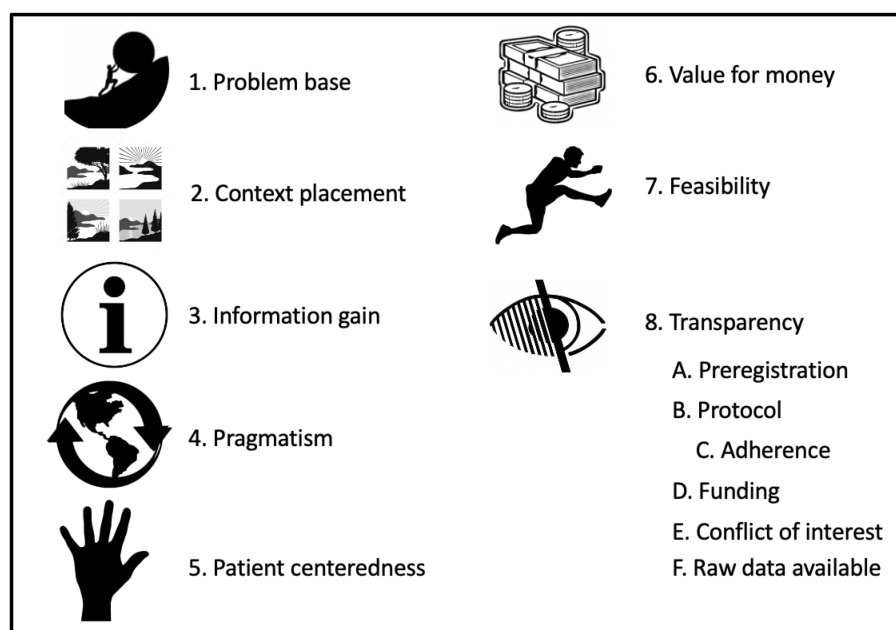 1. Problem base
2. Context placement
3. Information gain
4. Pragmatism
5. Patient centeredness
6. Value for money
7. Feasibility
8. Transparency
A. Preregistration
B. Protocol
C. Adherence
D. Funding
E. Conflict of interest
F. Raw data available